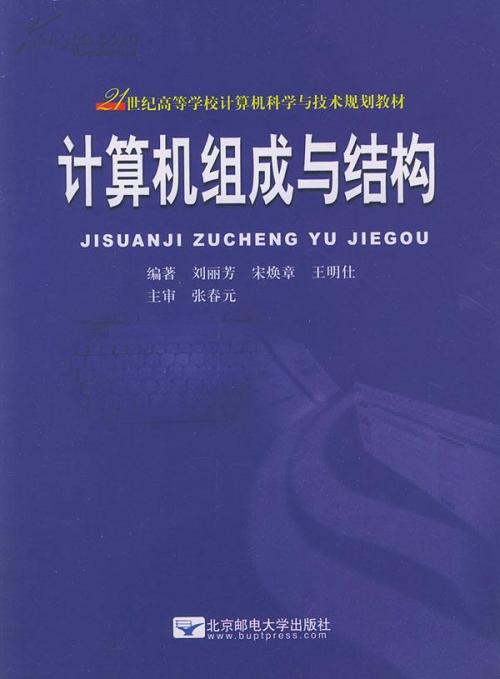 21世纪高等学校计算机科学与技术规划教材
计算机组成与结构
JISUANJI ZUCHENG YU JIEGOU
编著 刘丽芳 宋焕章 王明仕
主审 张春元
北京邮电大学出版社
www.buptpress.com